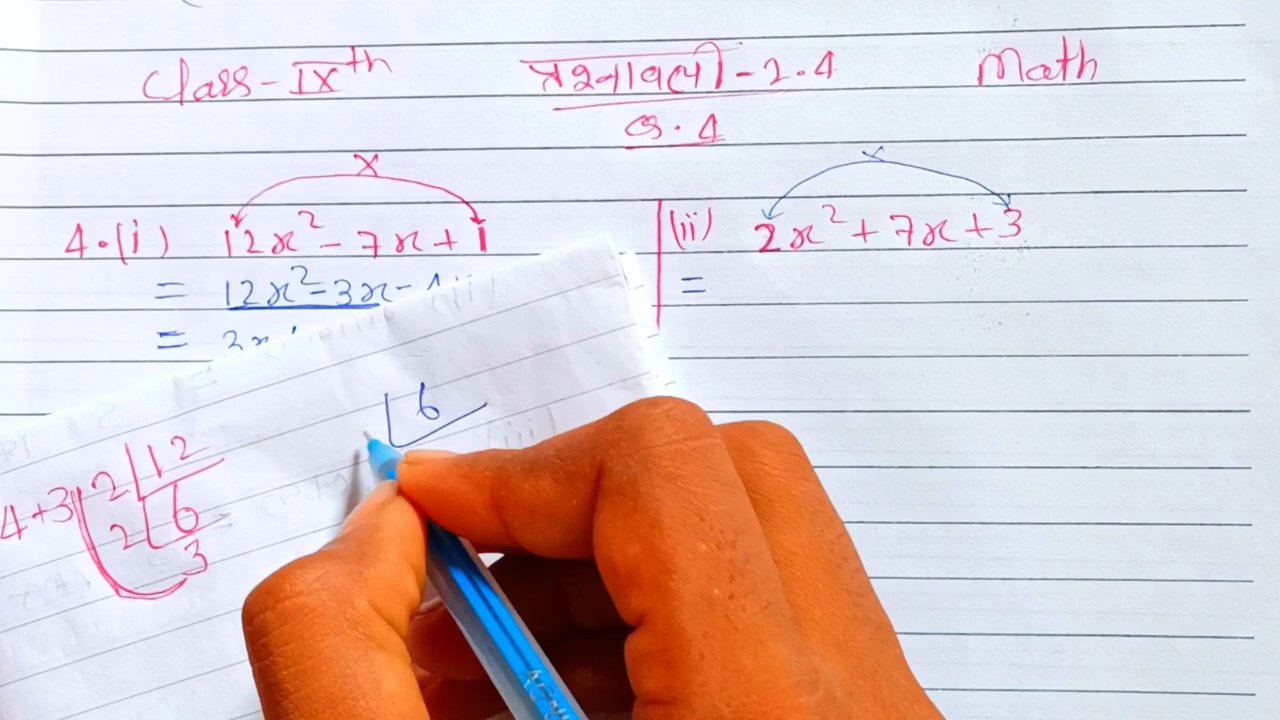 Class-IXth प्रश्नावली-2.4 Math
Q.4
x
x
4.(i) 12x²-7x+1
(ii) 2x²+7x+3
= 12x²-3x-
=
=
6
2 12
4+3 2 6
3